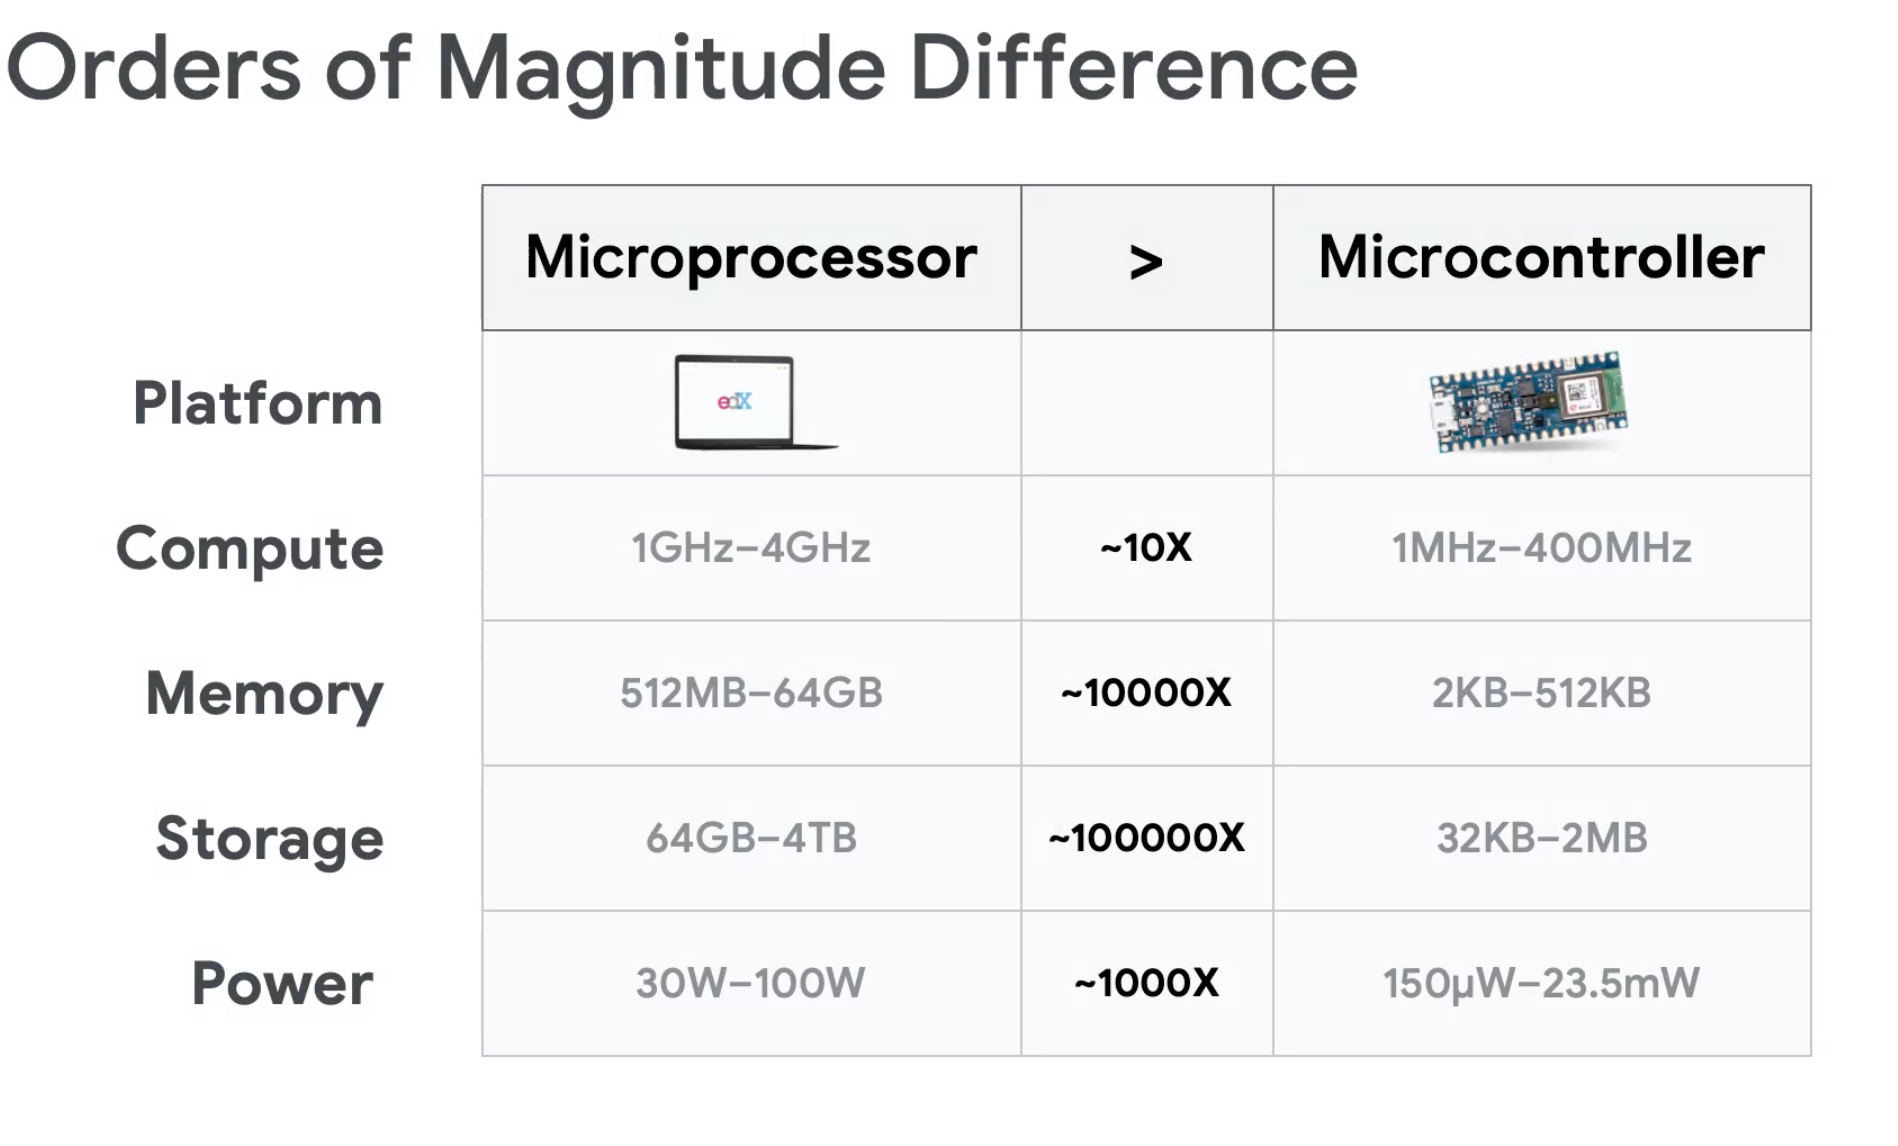 Orders of Magnitude Difference
Microprocessor > Microcontroller
Platform edX
Compute 1GHz–4GHz ~10X 1MHz–400MHz
Memory 512MB–64GB ~10000X 2KB–512KB
Storage 64GB–4TB ~100000X 32KB–2MB
Power 30W–100W ~1000X 150µW–23.5mW